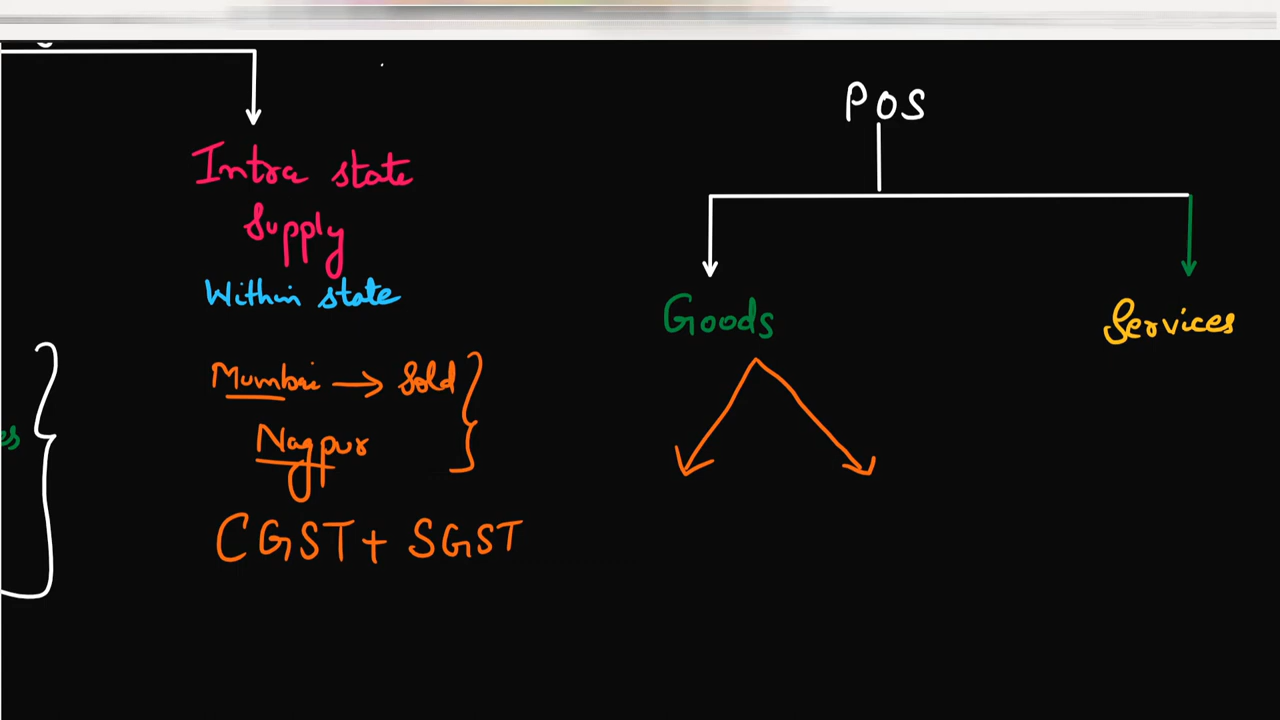 Intra state
Supply
Within state
Mumbai → Sold
Nagpur
CGST + SGST
POS
Goods
Services